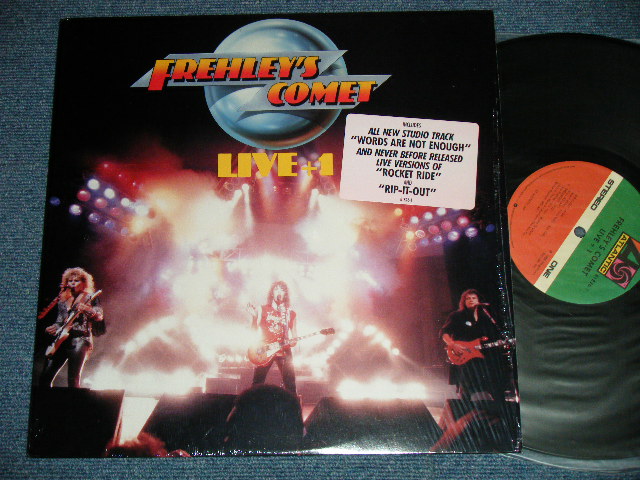 FREHLEY'S
COMET
LIVE+1
INCLUDES
ALL NEW STUDIO TRACK
"WORDS ARE NOT ENOUGH"
AND NEVER BEFORE RELEASED
LIVE VERSIONS OF
"ROCKET RIDE"
AND
"RIP-IT-OUT"
STEREO
ATLANTIC
FREHLEY'S COMET
LIVE + 1
ONE